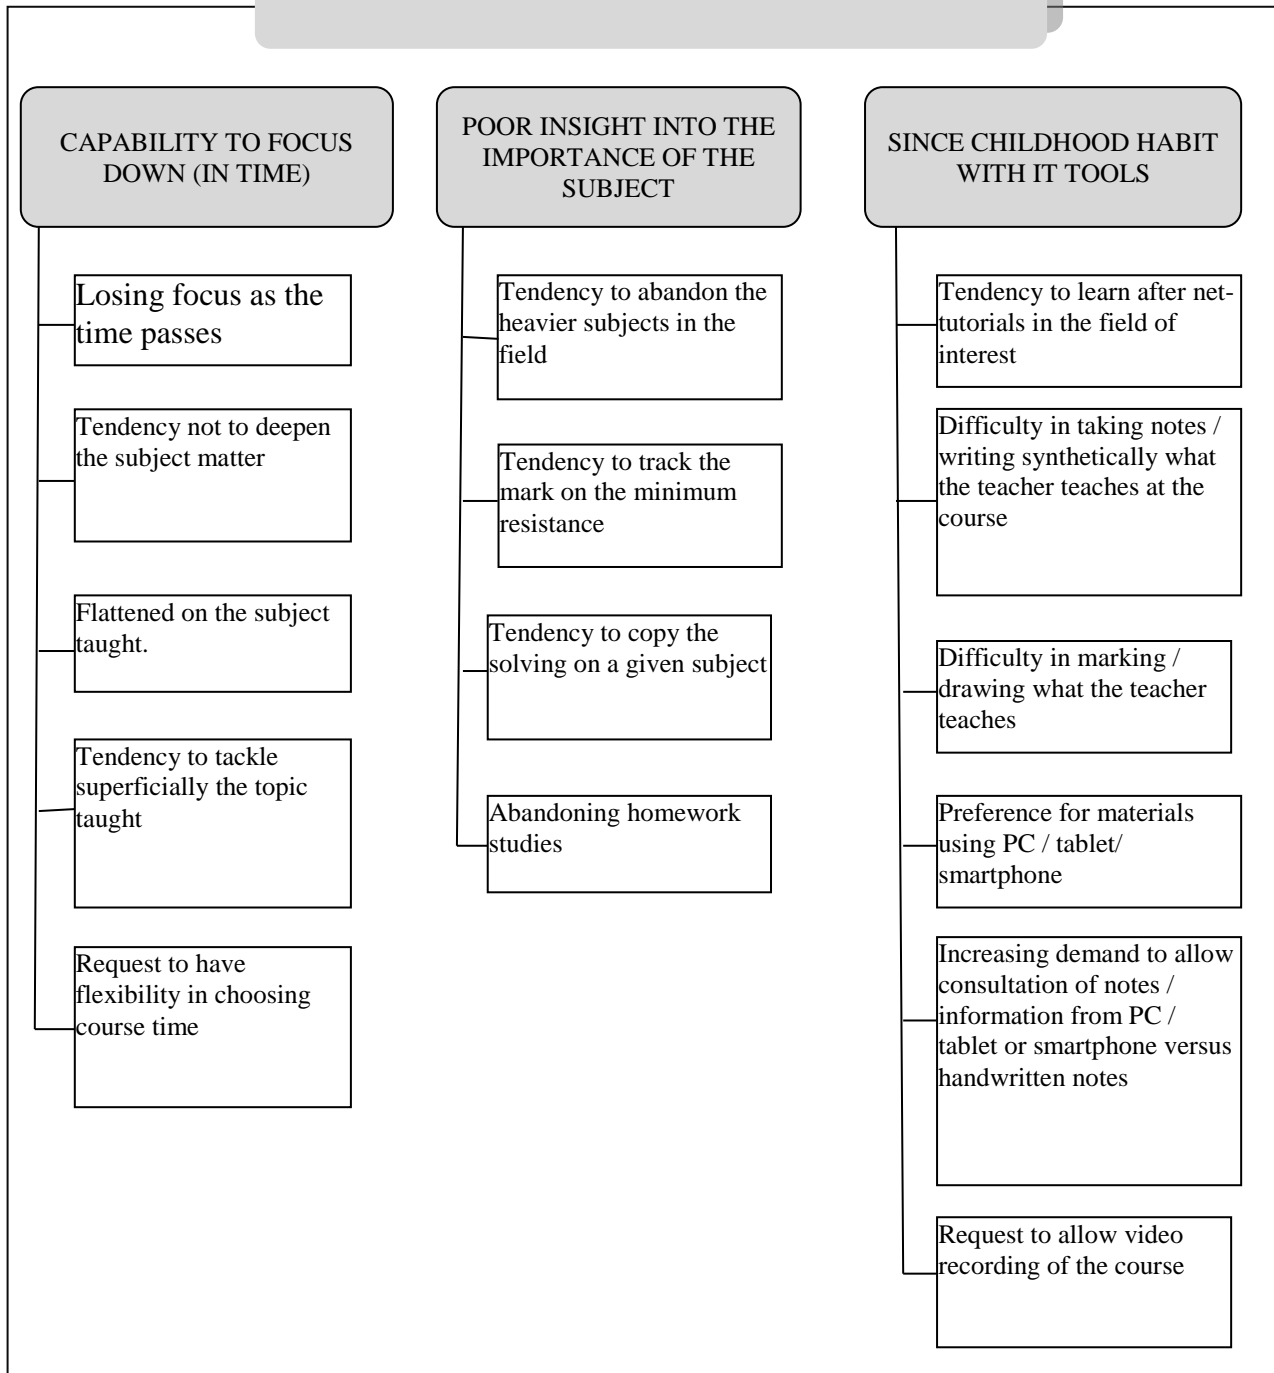 CAPABILITY TO FOCUS
DOWN (IN TIME)
Losing focus as the
time passes
Tendency not to deepen
the subject matter
Flattened on the subject
taught.
Tendency to tackle
superficially the topic
taught
Request to have
flexibility in choosing
course time
POOR INSIGHT INTO THE
IMPORTANCE OF THE
SUBJECT
Tendency to abandon the
heavier subjects in the
field
Tendency to track the
mark on the minimum
resistance
Tendency to copy the
solving on a given subject
Abandoning homework
studies
SINCE CHILDHOOD HABIT
WITH IT TOOLS
Tendency to learn after net-
tutorials in the field of
interest
Difficulty in taking notes /
writing synthetically what
the teacher teaches at the
course
Difficulty in marking /
drawing what the teacher
teaches
Preference for materials
using PC / tablet/
smartphone
Increasing demand to allow
consultation of notes /
information from PC /
tablet or smartphone versus
handwritten notes
Request to allow video
recording of the course